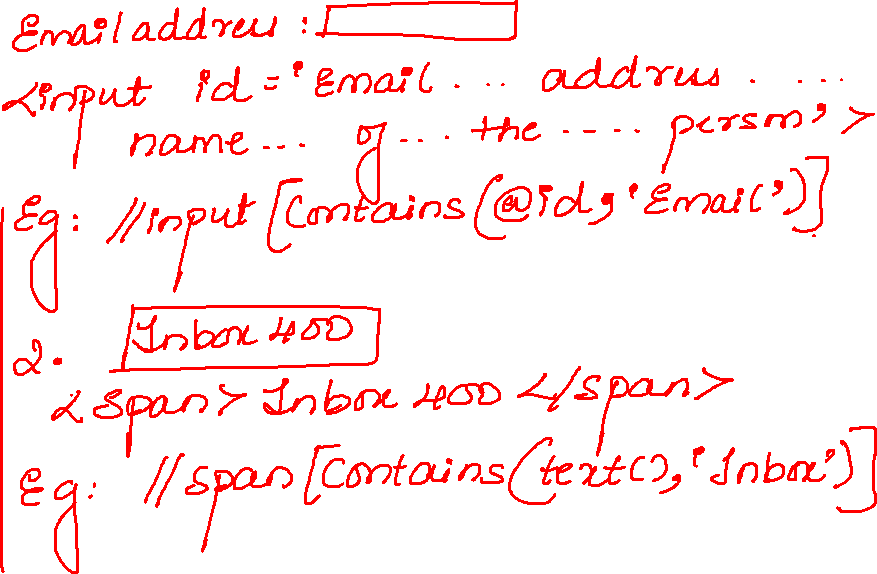 Email address :
<input id = 'Email . .. address . ...
name ... of ... the .... person'>
Eg: //input [Contains (@id, 'Email')]
2. Inbox 400
<span> Inbox 400 </span>
Eg: //span [Contains (text(), 'Inbox')]